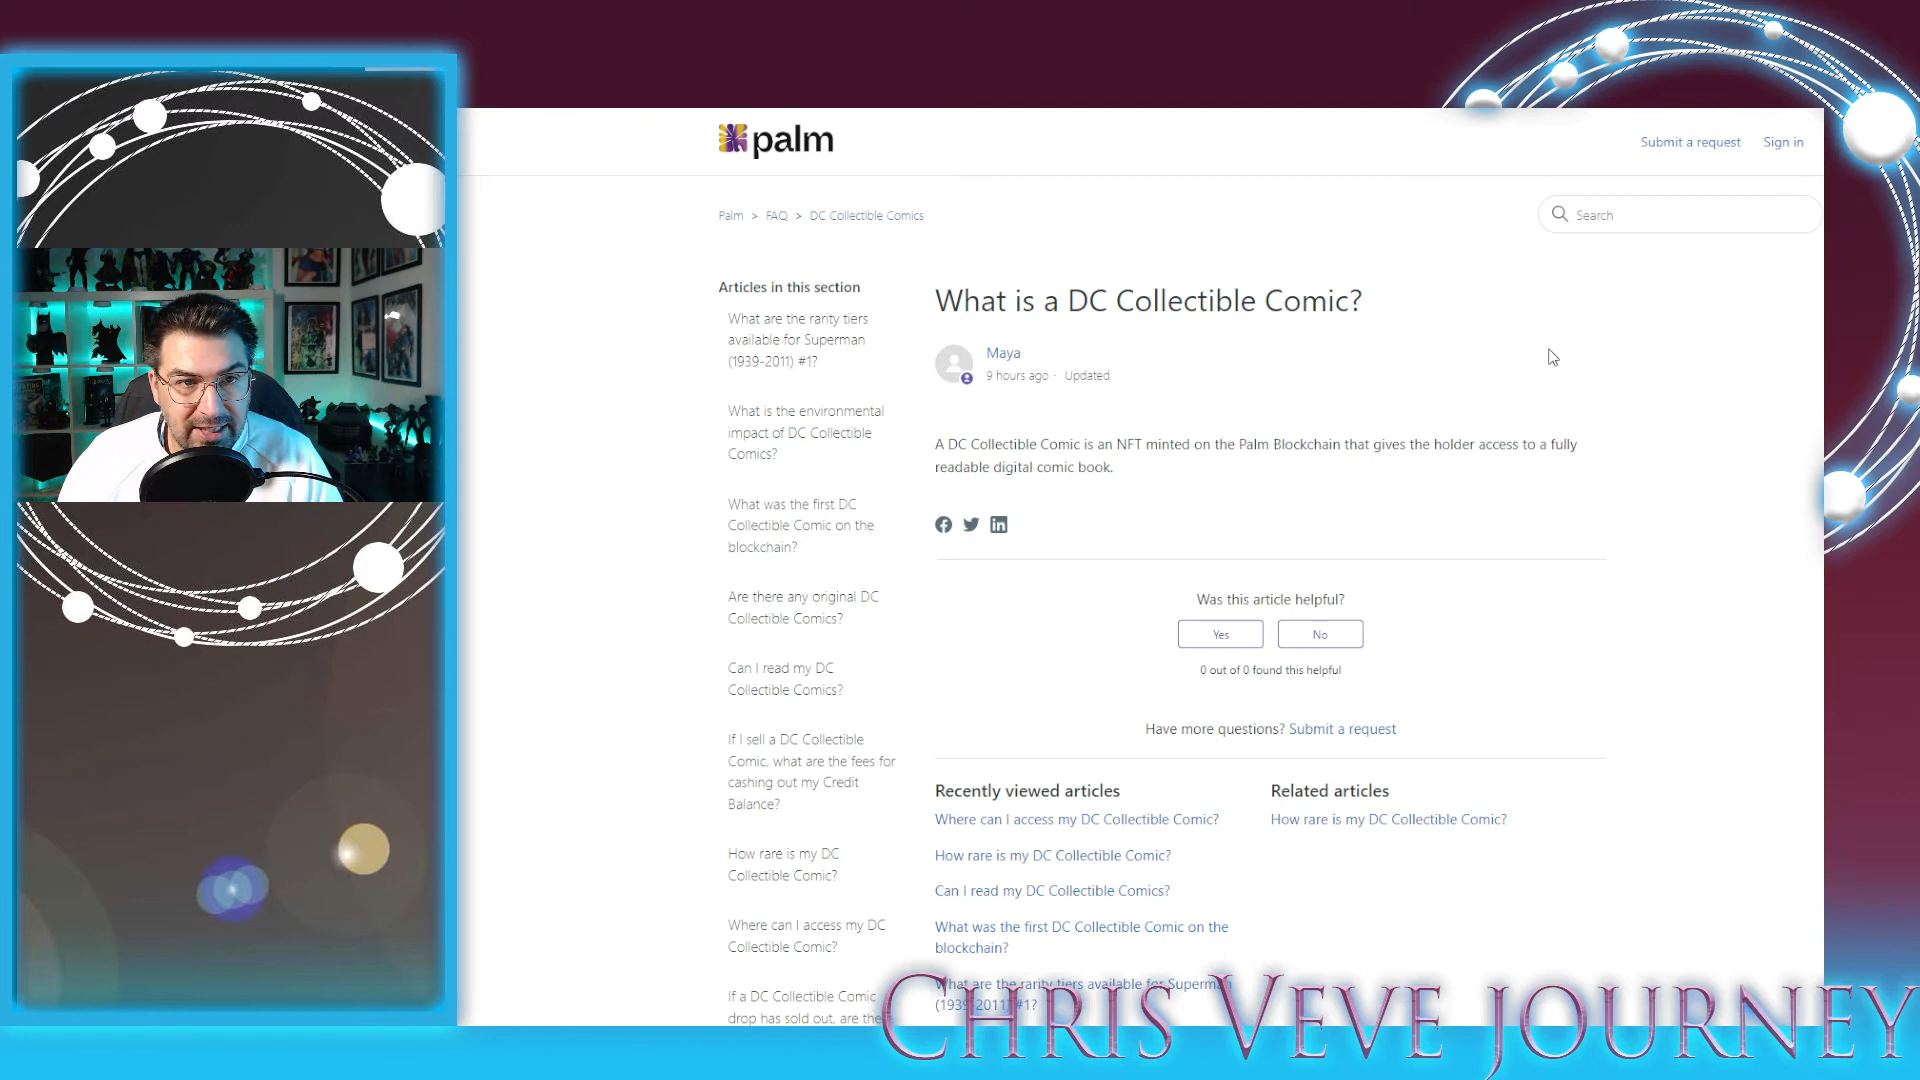 palm
Submit a request
Sign in
Palm > FAQ > DC Collectible Comics
Search
Articles in this section
What are the rarity tiers
available for Superman
(1939-2011) #1?
What is the environmental
impact of DC Collectible
Comics?
What was the first DC
Collectible Comic on the
blockchain?
Are there any original DC
Collectible Comics?
Can I read my DC
Collectible Comics?
If I sell a DC Collectible
Comic, what are the fees for
cashing out my Credit
Balance?
How rare is my DC
Collectible Comic?
Where can I access my DC
Collectible Comic?
If a DC Collectible Comic
drop has sold out, are
What is a DC Collectible Comic?
Maya
9 hours ago · Updated
A DC Collectible Comic is an NFT minted on the Palm Blockchain that gives the holder access to a fully
readable digital comic book.
Was this article helpful?
Yes
No
0 out of 0 found this helpful
Have more questions? Submit a request
Recently viewed articles
Where can I access my DC Collectible Comic?
How rare is my DC Collectible Comic?
Can I read my DC Collectible Comics?
What was the first DC Collectible Comic on the
blockchain?
What are the rarity tiers available for Superman
(1939-2011) #1?
Related articles
How rare is my DC Collectible Comic?
CHRIS VEVE JOURNEY